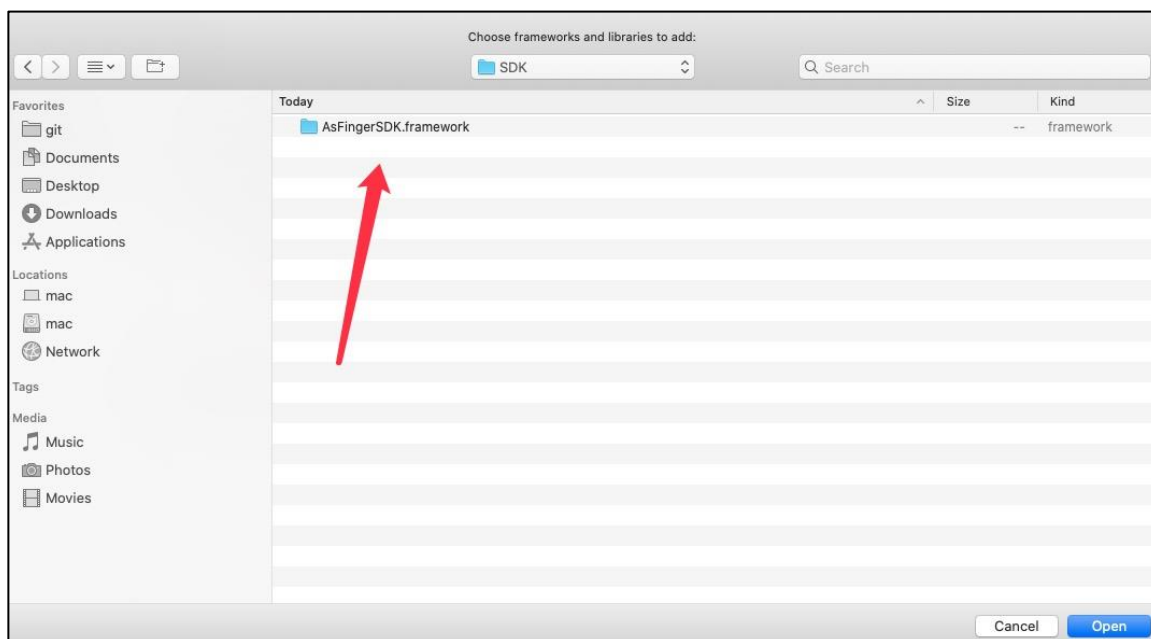 Choose frameworks and libraries to add:
SDK
Search
Favorites
git
Documents
Desktop
Downloads
Applications
Locations
mac
mac
Network
Tags
Media
Music
Photos
Movies
Today Size Kind
AsFingerSDK.framework -- framework
Cancel Open